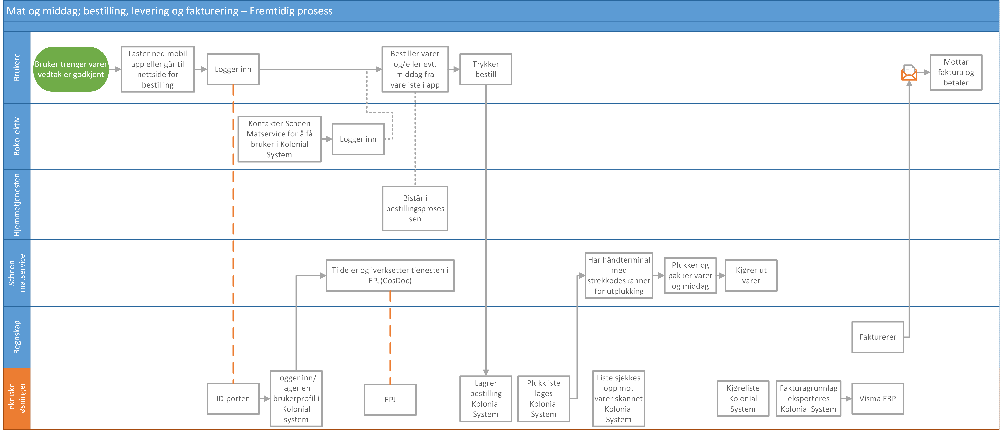 Mat og middag; bestilling, levering og fakturering – Fremtidig prosess
Brukere
Bruker trenger varer
vedtak er godkjent
Laster ned mobil
app eller går til
nettside for
bestilling
Logger inn
Bestiller varer
og/eller evt.
middag fra
vareliste i app
Trykker
bestill
Mottar
faktura og
betaler
Bokollektiv
Kontakter Scheen
Matservice for å få
bruker i Kolonial
System
Logger inn
Hjemmetjenesten
Bistår i
bestillingsproses
sen
Scheen
matservice
Tildeler og iverksetter tjenesten i
EPJ(CosDoc)
Har håndterminal
med
strekkodeskanner
for utplukking
Plukker og
pakker varer
og middag
Kjører ut
varer
Regnskap
Fakturerer
Tekniske
løsninger
ID-porten
Logger inn/
lager en
brukerprofil i
Kolonial
system
EPJ
Lagrer
bestilling
Kolonial
System
Plukkliste
lages
Kolonial
System
Liste sjekkes
opp mot
varer skannet
Kolonial
System
Kjøreliste
Kolonial
System
Fakturagrunnlag
eksporteres
Kolonial System
Visma ERP